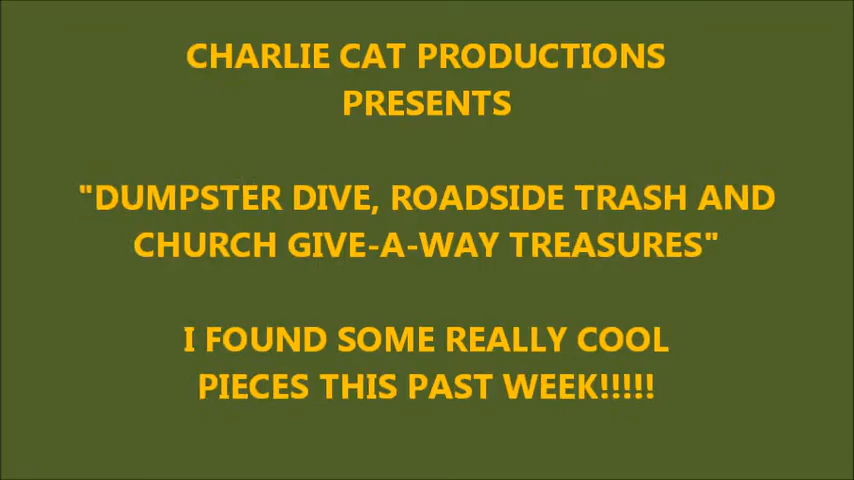 CHARLIE CAT PRODUCTIONS
PRESENTS
"DUMPSTER DIVE, ROADSIDE TRASH AND
CHURCH GIVE-A-WAY TREASURES"
I FOUND SOME REALLY COOL
PIECES THIS PAST WEEK!!!!!